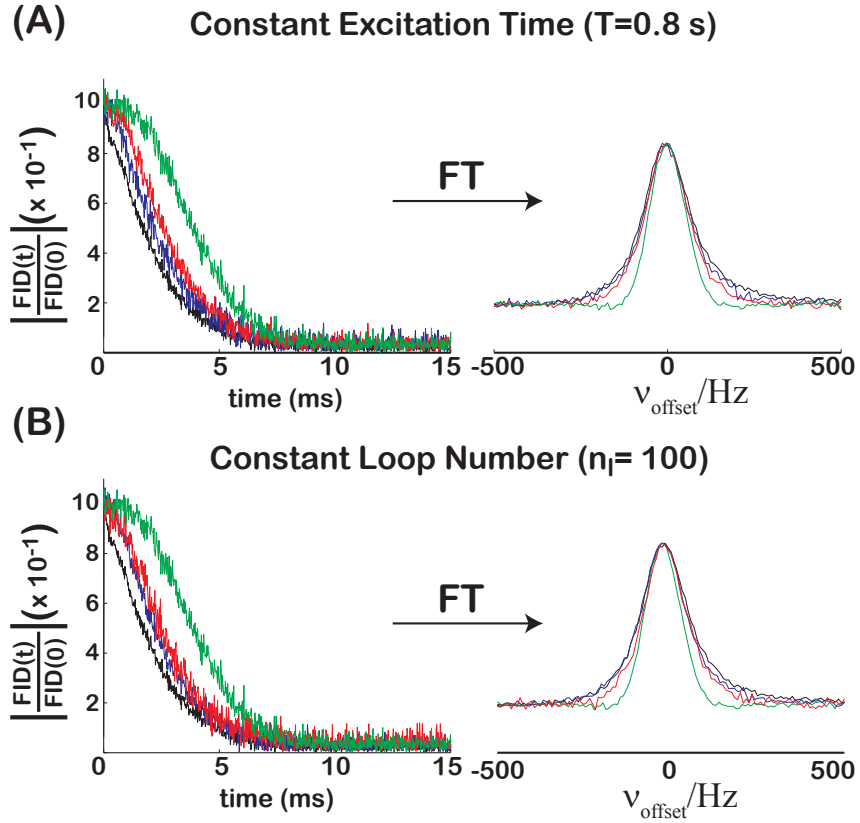 (A) Constant Excitation Time (T=0.8 s)
|FID(t)/FID(0)| (x 10⁻¹)
10
8
6
4
2
0 5 10 15
time (ms)
FT
-500 0 500
ν_offset/Hz
(B)
Constant Loop Number (n_l= 100)
|FID(t)/FID(0)| (x 10⁻¹)
10
8
6
4
2
0 5 10 15
time (ms)
FT
-500 0 500
ν_offset/Hz